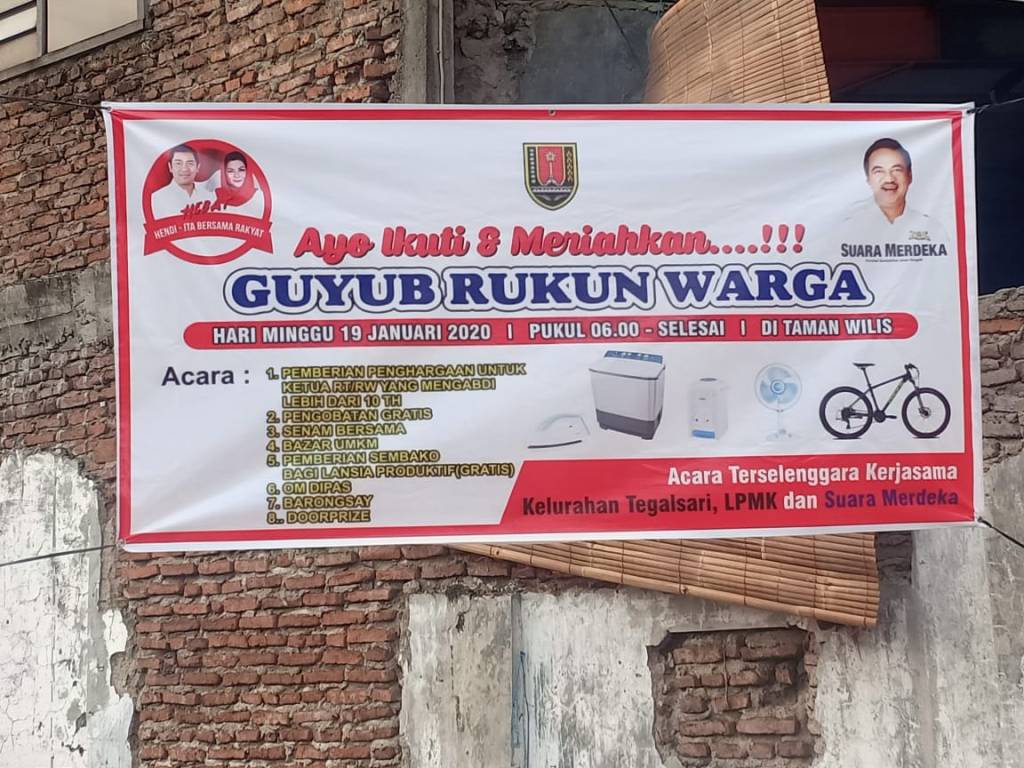 HEBAT
HENDI - ITA BERSAMA RAKYAT
SUARA MERDEKA
Ayo Ikuti & Meriahkan....!!!
GUYUB RUKUN WARGA
HARI MINGGU 19 JANUARI 2020 I PUKUL 06.00 - SELESAI I DI TAMAN WILIS
Acara :
1. PEMBERIAN PENGHARGAAN UNTUK
KETUA RT/RW YANG MENGABDI
LEBIH DARI 10 TH
2. PENGOBATAN GRATIS
3. SENAM BERSAMA
4. BAZAR UMKM
5. PEMBERIAN SEMBAKO
BAGI LANSIA PRODUKTIF(GRATIS)
6. OM DIPAS
7. BARONGSAY
8.. DOORPRIZE
Acara Terselenggara Kerjasama
Kelurahan Tegalsari, LPMK dan Suara Merdeka